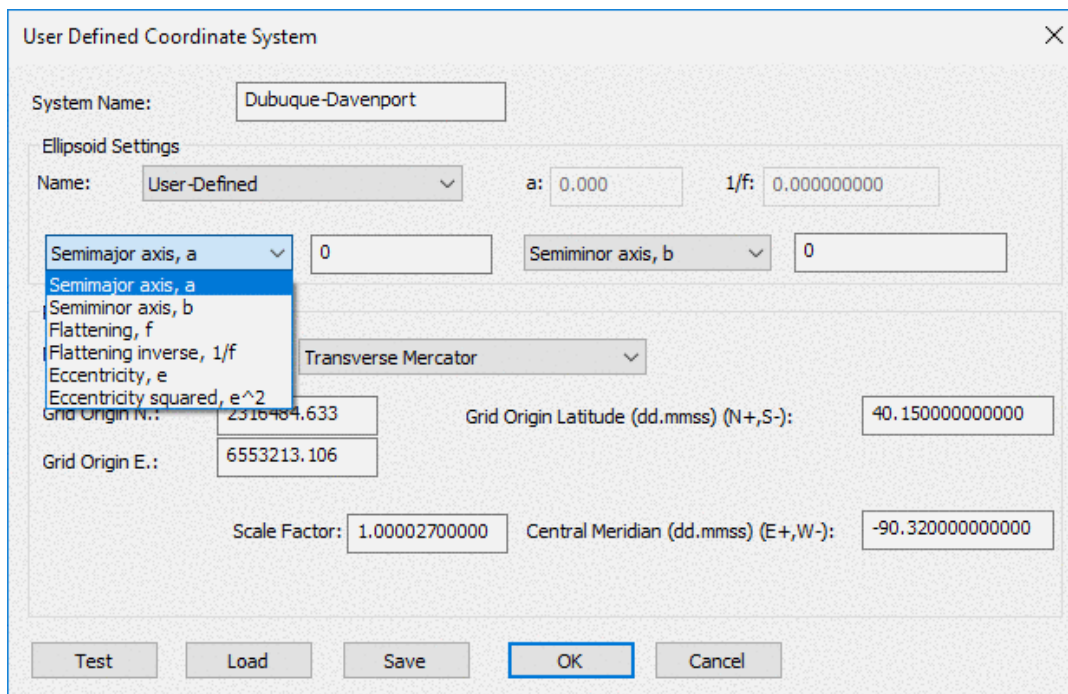 User Defined Coordinate System
System Name: Dubuque-Davenport
Ellipsoid Settings
Name: User-Defined a: 0.000 1/f: 0.000000000
Semimajor axis, a 0 Semiminor axis, b 0
Semimajor axis, a
Semiminor axis, b
Flattening, f
Flattening inverse, 1/f
Transverse Mercator
Eccentricity, e
Eccentricity squared, e^2
Grid Origin N.: 2316484.633 Grid Origin Latitude (dd.mmss) (N+,S-): 40.150000000000
Grid Origin E.: 6553213.106
Scale Factor: 1.00002700000 Central Meridian (dd.mmss) (E+,W-): -90.320000000000
Test Load Save OK Cancel